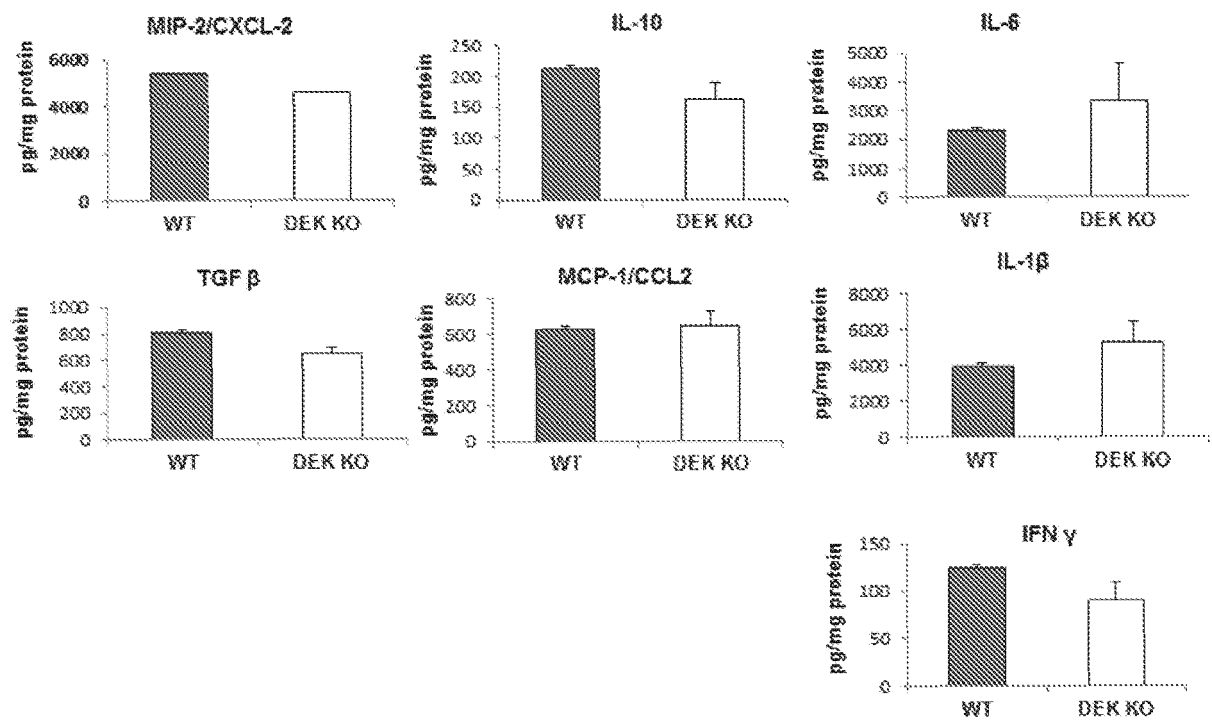 MIP-2/CXCL-2
pg/mg protein
6000
4000
2000
0
WT DEK KO
IL-10
pg/mg protein
250
200
150
100
50
0
WT DEK KO
IL-6
pg/mg protein
5000
4000
3000
2000
1000
0
WT DEK KO
TGF β
pg/mg protein
1000
800
600
400
200
0
WT DEK KO
MCP-1/CCL2
pg/mg protein
800
600
400
200
0
WT DEK KO
IL-1β
pg/mg protein
8000
6000
4000
2000
0
WT DEK KO
IFN γ
pg/mg protein
150
100
50
0
WT DEK KO